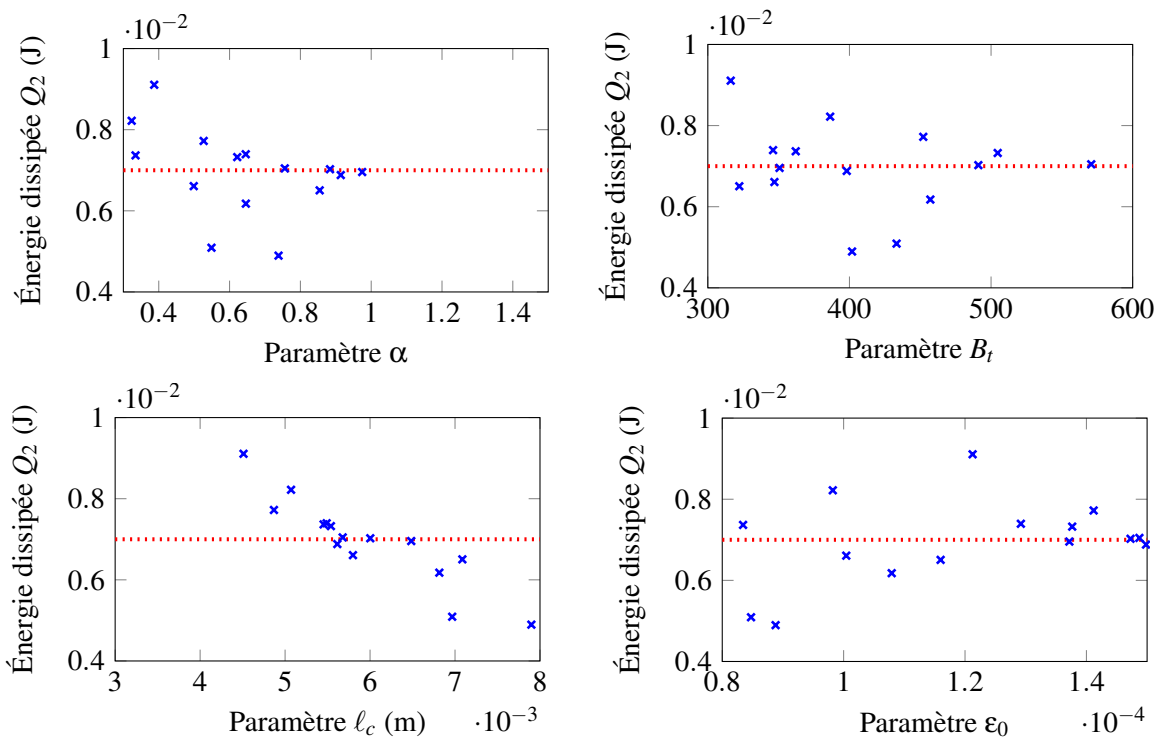 ·10⁻²
1
0.8
0.6
0.4
0.4 0.6 0.8 1 1.2 1.4
Paramètre α
Énergie dissipée Q₂ (J)
·10⁻²
1
0.8
0.6
0.4
300 400 500 600
Paramètre Bₜ
Énergie dissipée Q₂ (J)
·10⁻²
1
0.8
0.6
0.4
3 4 5 6 7 8
Paramètre ℓ_c (m) ·10⁻³
Énergie dissipée Q₂ (J)
·10⁻²
1
0.8
0.6
0.4
0.8 1 1.2 1.4
Paramètre ε₀ ·10⁻⁴
Énergie dissipée Q₂ (J)